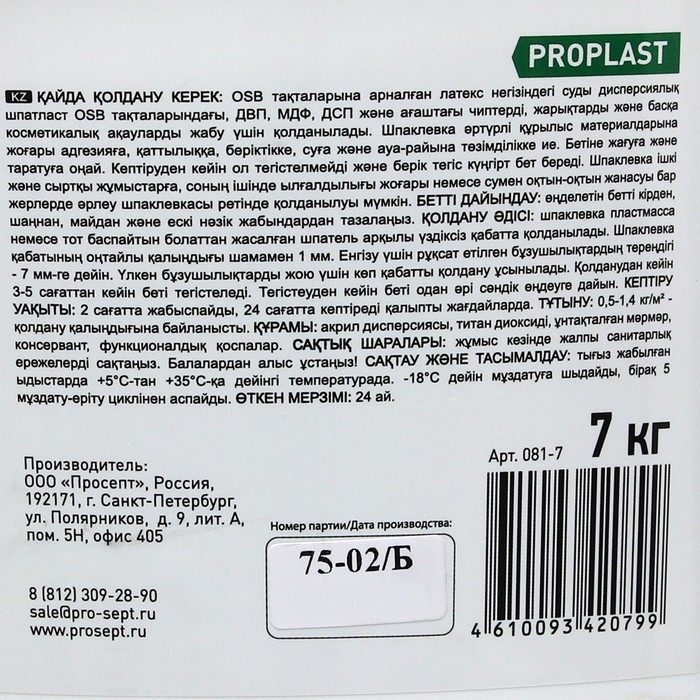 PROPLAST
KZ ҚАЙДА ҚОЛДАНУ КЕРЕК: OSB тақталарына арналған латекс негізіндегі суды дисперсиялық
шпатласт OSB тақталарындағы, ДВП, МДФ, ДСП және ағаштағы чиптерді, жарықтарды және басқа
косметикалық ақауларды жабу үшін қолданылады. Шпаклевка әртүрлі құрылыс материалдарына
жоғары адгезияға, қаттылыққа, беріктікке, суға және ауа-райына төзімділікке ие. Бетіне жағуға және
таратуға оңай. Кептіруден кейін ол тегістелмейді және берік тегіс күңгірт бет береді. Шпаклевка ішкі
және сыртқы жұмыстарға, соның ішінде ылғалдылығы жоғары немесе сумен оқтын-оқтын жанасуы бар
жерлерде әрлеу шпаклевкасы ретінде қолданылуы мүмкін. БЕТТІ ДАЙЫНДАУ: өңделетін бетті кірден,
шаңнан, майдан және ескі нәзік жабындардан тазалаңыз. ҚОЛДАНУ ӘДІСІ: шпаклевка пластмасса
немесе тот баспайтын болаттан жасалған шпатель арқылы үздіксіз қабатта қолданылады. Шпаклевка
қабатының оңтайлы қалыңдығы шамамен 1 мм. Енгізу үшін рұқсат етілген бұзушылықтардың тереңдігі
- 7 мм-ге дейін. Үлкен бұзушылықтарды жою үшін көп қабатты қолдану ұсынылады. Қолданудан кейін
3-5 сағаттан кейін беті тегістеледі. Тегістеуден кейін беті одан әрі сәндік өңдеуге дайын. КЕПТІРУ
УАҚЫТЫ: 2 сағатта жабыспайды, 24 сағатта кептіреді қалыпты жағдайларда. ТҰТЫНУ: 0,5-1,4 кг/м² -
қолдану қалыңдығына байланысты. ҚҰРАМЫ: акрил дисперсиясы, титан диоксиді, ұнтақталған мәрмәр,
консервант, функционалдық қоспалар. САҚТЫҚ ШАРАЛАРЫ: жұмыс кезінде жалпы санитарлық
ережелерді сақтаңыз. Балалардан алыс ұстаңыз! САҚТАУ ЖӘНЕ ТАСЫМАЛДАУ: тығыз жабылған
ыдыстарда +5°С-тан +35°С-қа дейінгі температурада. -18°С дейін мұздатуға шыдайды, бірақ 5
мұздату-еріту циклінен аспайды. ӨТКЕН МЕРЗІМІ: 24 ай.
Арт. 081-7 7 кг
Производитель:
ООО «Просепт», Россия,
192171, г. Санкт-Петербург,
ул. Полярников, д. 9, лит. А,
пом. 5Н, офис 405
Номер партии/Дата производства:
75-02/Б
8 (812) 309-28-90
sale@pro-sept.ru
www.prosept.ru
4 610093 420799